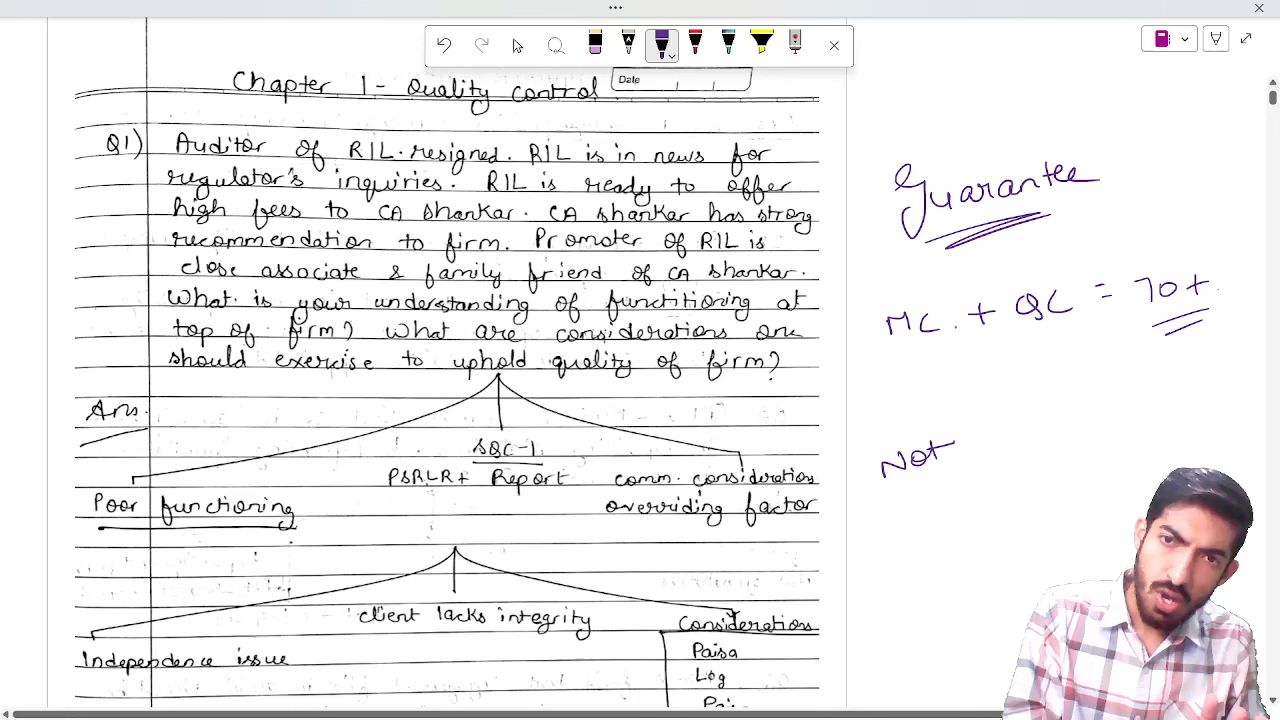 Chapter 1 - Quality Control
Date
Q1) Auditor of RIL resigned. RIL is in news for
regulator's inquiries. RIL is ready to offer
high fees to CA Shankar. CA Shankar has strong
recommendation to firm. Promoter of RIL is
close associate & family friend of CA Shankar.
What is your understanding of functitioning at
top of firm? What are considerations one
should exercise to uphold quality of firm?
Ans.
SQC-1
PSRLR+ Report
comm. consideration
overriding factor
Poor functioning
client lacks integrity
Considerations
Independence issue
Paisa
Log
Guarantee
MC. + QC = 70+
Not